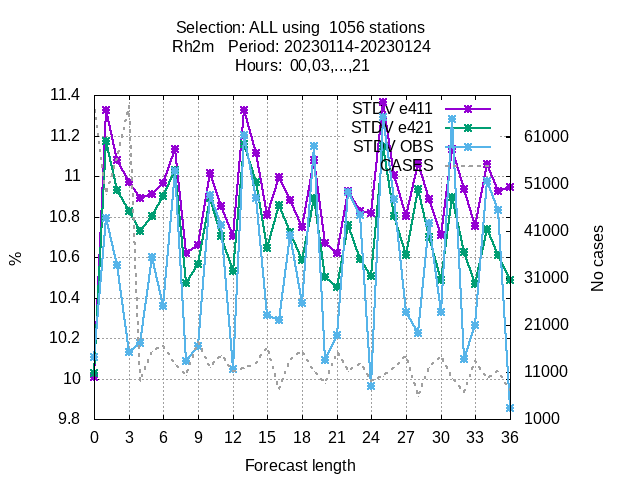 Selection: ALL using  1056 stations
Rh2m   Period: 20230114-20230124
Hours:  00,03,...,21
STDV e411
STDV e421
STDV OBS
CASES
11.4
11.2
11
10.8
10.6
10.4
10.2
10
9.8
%
61000
51000
41000
31000
21000
11000
1000
No cases
0 3 6 9 12 15 18 21 24 27 30 33 36
Forecast length